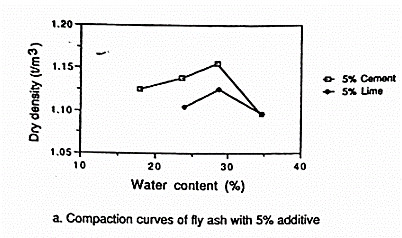 1.20
1.15
1.10
1.05
Dry density (t/m3)
10
20
30
40
Water content (%)
5% Cement
5% Lime
a. Compaction curves of fly ash with 5% additive